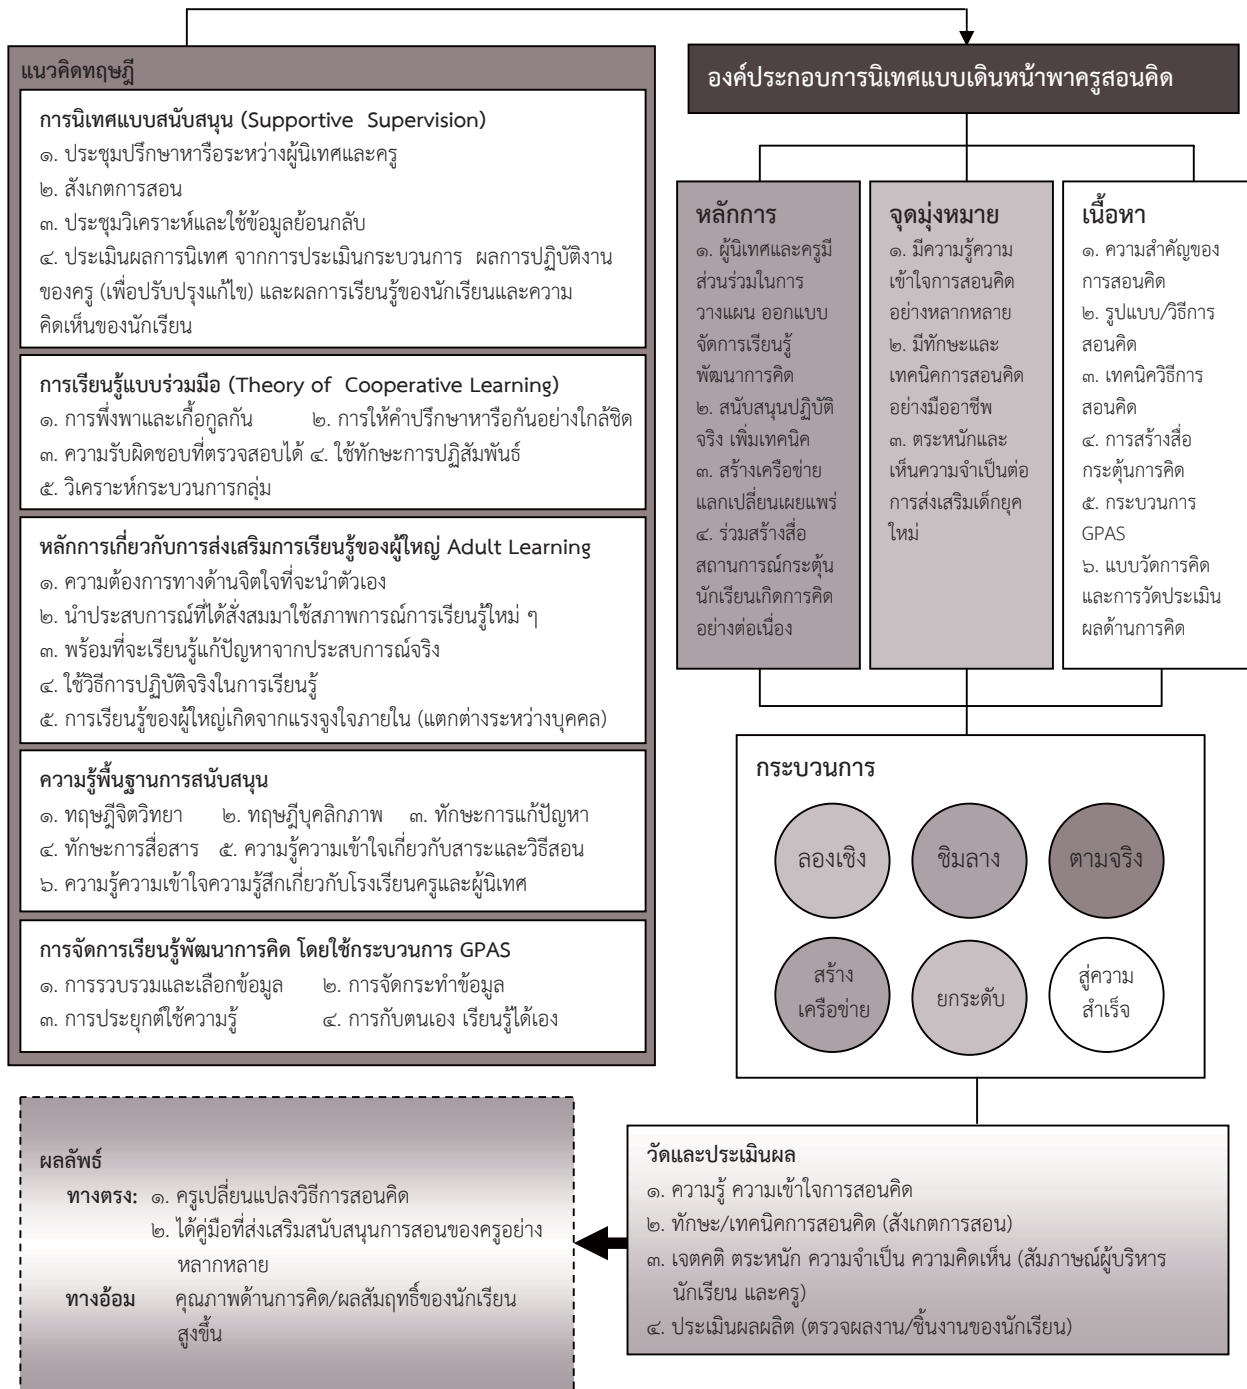 แนวคิดทฤษฎี
การนิเทศแบบสนับสนุน (Supportive Supervision)
๑. ประชุมปรึกษาหารือระหว่างผู้นิเทศและครู
๒. สังเกตการสอน
๓. ประชุมวิเคราะห์และใช้ข้อมูลย้อนกลับ
๔. ประเมินผลการนิเทศ จากการประเมินกระบวนการ ผลการปฏิบัติงาน
ของครู (เพื่อปรับปรุงแก้ไข) และผลการเรียนรู้ของนักเรียนและความ
คิดเห็นของนักเรียน
การเรียนรู้แบบร่วมมือ (Theory of Cooperative Learning)
๑. การพึ่งพาและเกื้อกูลกัน ๒. การให้คำปรึกษาหารือกันอย่างใกล้ชิด
๓. ความรับผิดชอบที่ตรวจสอบได้ ๔. ใช้ทักษะการปฏิสัมพันธ์
๕. วิเคราะห์กระบวนการกลุ่ม
หลักการเกี่ยวกับการส่งเสริมการเรียนรู้ของผู้ใหญ่ Adult Learning
๑. ความต้องการทางด้านจิตใจที่จะนำตัวเอง
๒. นำประสบการณ์ที่ได้สั่งสมมาใช้สภาพการณ์การเรียนรู้ใหม่ ๆ
๓. พร้อมที่จะเรียนรู้แก้ปัญหาจากประสบการณ์จริง
๔. ใช้วิธีการปฏิบัติจริงในการเรียนรู้
๕. การเรียนรู้ของผู้ใหญ่เกิดจากแรงจูงใจภายใน (แตกต่างระหว่างบุคคล)
ความรู้พื้นฐานการสนับสนุน
๑. ทฤษฎีจิตวิทยา ๒. ทฤษฎีบุคลิกภาพ ๓. ทักษะการแก้ปัญหา
๔. ทักษะการสื่อสาร ๕. ความรู้ความเข้าใจเกี่ยวกับสาระและวิธีสอน
๖. ความรู้ความเข้าใจความรู้สึกเกี่ยวกับโรงเรียนครูและผู้นิเทศ
การจัดการเรียนรู้พัฒนาการคิด โดยใช้กระบวนการ GPAS
๑. การรวบรวมและเลือกข้อมูล ๒. การจัดกระทำข้อมูล
๓. การประยุกต์ใช้ความรู้ ๔. การกับตนเอง เรียนรู้ได้เอง
องค์ประกอบการนิเทศแบบเดินหน้าพาครูสอนคิด
หลักการ
๑. ผู้นิเทศและครูมี
ส่วนร่วมในการ
วางแผน ออกแบบ
จัดการเรียนรู้
พัฒนาการคิด
๒. สนับสนุนปฏิบัติ
จริง เพิ่มเทคนิค
๓. สร้างเครือข่าย
แลกเปลี่ยนเผยแพร่
๔. ร่วมสร้างสื่อ
สถานการณ์กระตุ้น
นักเรียนเกิดการคิด
อย่างต่อเนื่อง
จุดมุ่งหมาย
๑. มีความรู้ความ
เข้าใจการสอนคิด
อย่างหลากหลาย
๒. มีทักษะและ
เทคนิคการสอนคิด
อย่างมืออาชีพ
๓. ตระหนักและ
เห็นความจำเป็นต่อ
การส่งเสริมเด็กยุค
ใหม่
เนื้อหา
๑. ความสำคัญของ
การสอนคิด
๒. รูปแบบ/วิธีการ
สอนคิด
๓. เทคนิควิธีการ
สอนคิด
๔. การสร้างสื่อ
กระตุ้นการคิด
๕. กระบวนการ
GPAS
๖. แบบวัดการคิด
และการวัดประเมิน
ผลด้านการคิด
กระบวนการ
ลองเชิง
ชิมลาง
ตามจริง
สร้าง
เครือข่าย
ยกระดับ
สู่ความ
สำเร็จ
วัดและประเมินผล
๑. ความรู้ ความเข้าใจการสอนคิด
๒. ทักษะ/เทคนิคการสอนคิด (สังเกตการสอน)
๓. เจตคติ ตระหนัก ความจำเป็น ความคิดเห็น (สัมภาษณ์ผู้บริหาร
นักเรียน และครู)
๔. ประเมินผลผลิต (ตรวจผลงาน/ชิ้นงานของนักเรียน)
ผลลัพธ์
ทางตรง: ๑. ครูเปลี่ยนแปลงวิธีการสอนคิด
๒. ได้คู่มือที่ส่งเสริมสนับสนุนการสอนของครูอย่าง
หลากหลาย
ทางอ้อม คุณภาพด้านการคิด/ผลสัมฤทธิ์ของนักเรียน
สูงขึ้น